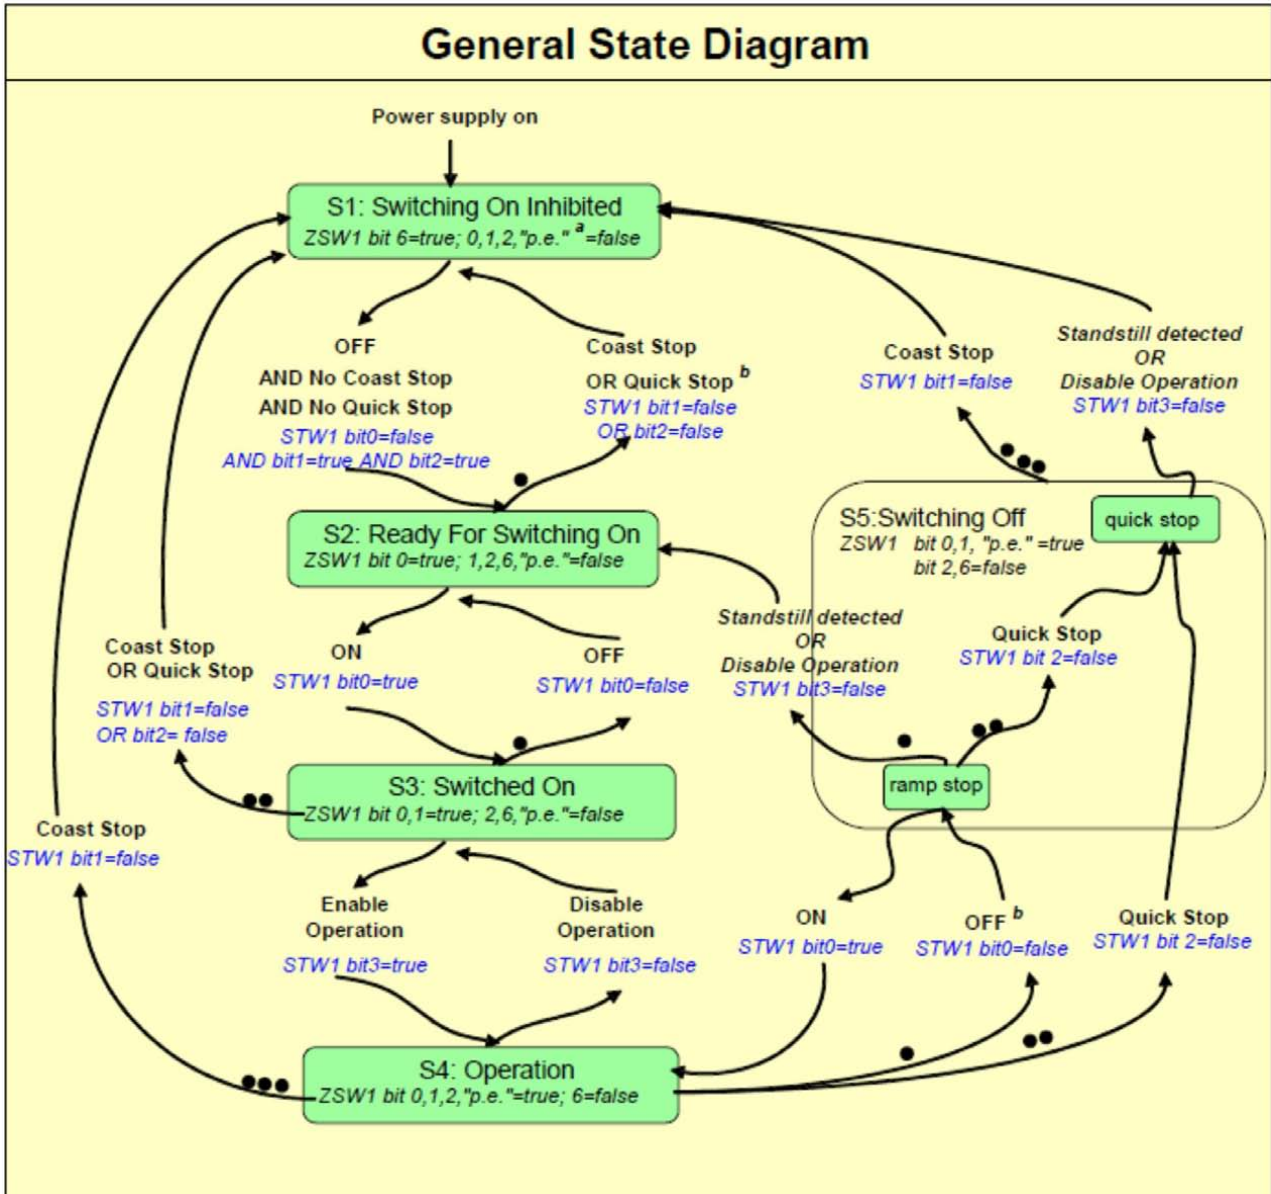 General State Diagram
Power supply on
S1: Switching On Inhibited
ZSW1 bit 6=true; 0,1,2,"p.e." a =false
OFF
AND No Coast Stop
AND No Quick Stop
STW1 bit0=false
AND bit1=true AND bit2=true
Coast Stop
OR Quick Stop b
STW1 bit1=false
OR bit2=false
Coast Stop
STW1 bit1=false
Standstill detected
OR
Disable Operation
STW1 bit3=false
S2: Ready For Switching On
ZSW1 bit 0=true; 1,2,6,"p.e."=false
S5:Switching Off
ZSW1 bit 0,1, "p.e." =true
bit 2,6=false
quick stop
Coast Stop
OR Quick Stop
STW1 bit1=false
OR bit2= false
ON
STW1 bit0=true
OFF
STW1 bit0=false
Standstill detected
OR
Disable Operation
STW1 bit3=false
Quick Stop
STW1 bit 2=false
S3: Switched On
ZSW1 bit 0,1=true; 2,6,"p.e."=false
ramp stop
Coast Stop
STW1 bit1=false
Enable
Operation
STW1 bit3=true
Disable
Operation
STW1 bit3=false
ON
STW1 bit0=true
OFF b
STW1 bit0=false
Quick Stop
STW1 bit 2=false
S4: Operation
ZSW1 bit 0,1,2,"p.e."=true; 6=false